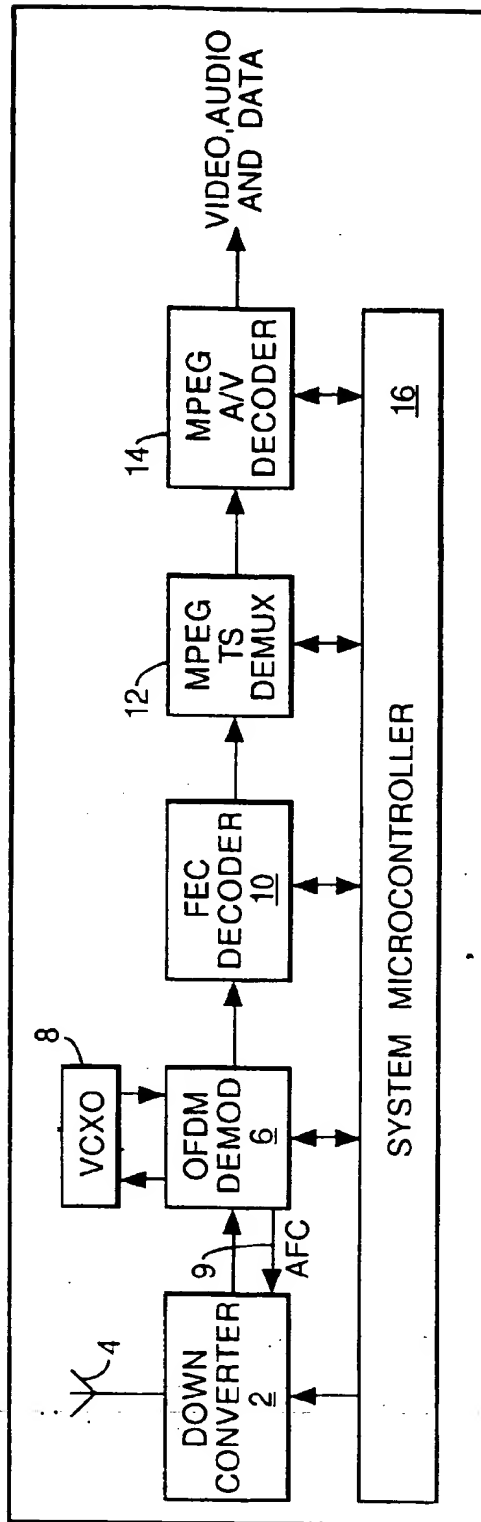 4
DOWN
CONVERTER
2
9
AFC
8
VCXO
OFDM
DEMOD
6
FEC
DECODER
10
12
MPEG
TS
DEMUX
14
MPEG
A/V
DECODER
VIDEO,AUDIO
AND DATA
SYSTEM MICROCONTROLLER
16